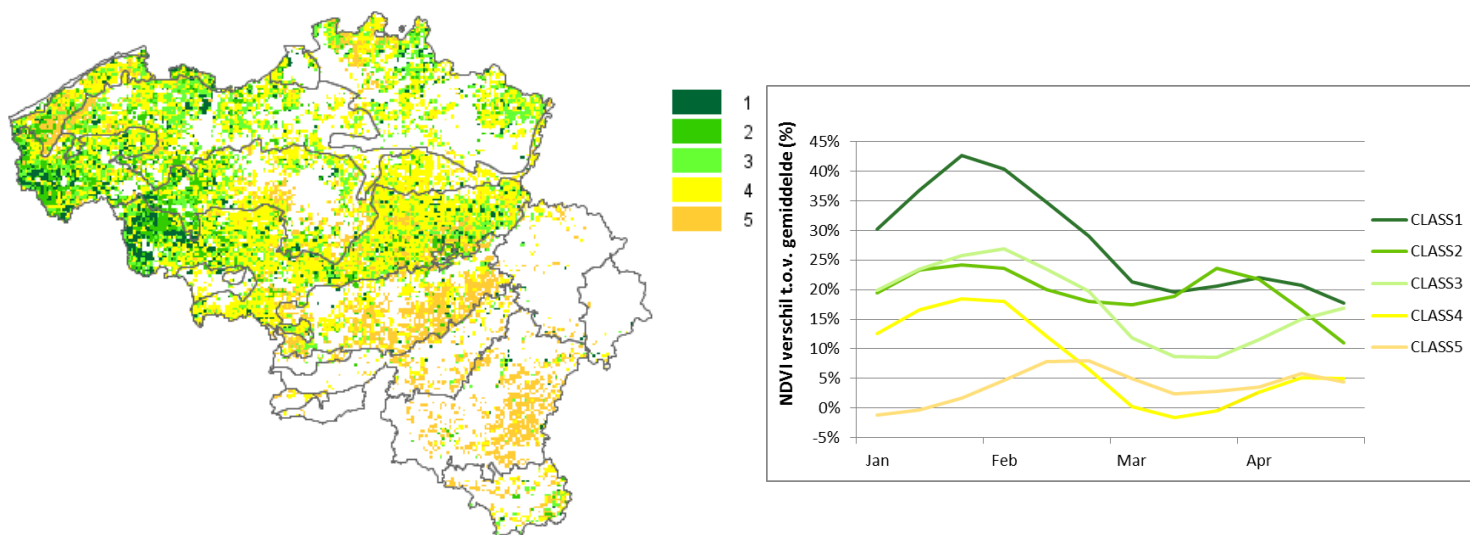 1
2
3
4
5
NDVI verschil t.o.v. gemiddelde (%)
45%
40%
35%
30%
25%
20%
15%
10%
5%
0%
-5%
Jan Feb Mar Apr
CLASS1
CLASS2
CLASS3
CLASS4
CLASS5